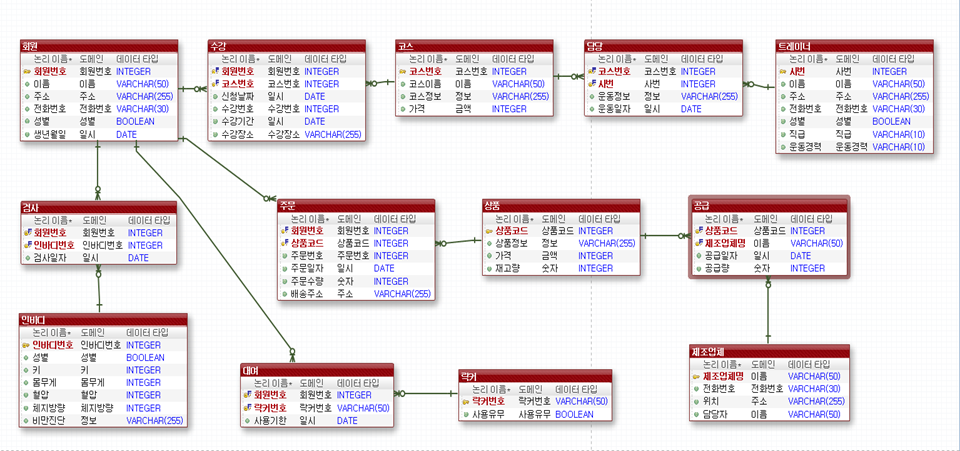 회원
논리 이름* 도메인 데이터 타입
회원번호 회원번호 INTEGER
이름 이름 VARCHAR(50)
주소 주소 VARCHAR(255)
전화번호 전화번호 VARCHAR(30)
성별 성별 BOOLEAN
생년월일 일시 DATE
수강
논리 이름* 도메인 데이터 타입
회원번호 회원번호 INTEGER
코스번호 코스번호 INTEGER
신청날짜 일시 DATE
수강번호 수강번호 INTEGER
수강기간 일시 DATE
수강장소 수강장소 VARCHAR(255)
코스
논리 이름* 도메인 데이터 타입
코스번호 코스번호 INTEGER
코스이름 이름 VARCHAR(50)
코스정보 정보 VARCHAR(255)
가격 금액 INTEGER
담당
논리 이름* 도메인 데이터 타입
코스번호 코스번호 INTEGER
사번 사번 INTEGER
운동정보 정보 VARCHAR(255)
운동일자 일시 DATE
트레이너
논리 이름* 도메인 데이터 타입
사번 사번 INTEGER
이름 이름 VARCHAR(50)
주소 주소 VARCHAR(255)
전화번호 전화번호 VARCHAR(30)
성별 성별 BOOLEAN
직급 직급 VARCHAR(10)
운동경력 운동경력 VARCHAR(10)
검사
논리 이름* 도메인 데이터 타입
회원번호 회원번호 INTEGER
인바디번호 인바디번호 INTEGER
검사일자 일시 DATE
주문
논리 이름* 도메인 데이터 타입
회원번호 회원번호 INTEGER
상품코드 상품코드 INTEGER
주문번호 주문번호 INTEGER
주문일자 일시 DATE
주문수량 숫자 INTEGER
배송주소 주소 VARCHAR(255)
상품
논리 이름* 도메인 데이터 타입
상품코드 상품코드 INTEGER
상품정보 정보 VARCHAR(255)
가격 금액 INTEGER
재고량 숫자 INTEGER
공급
논리 이름* 도메인 데이터 타입
상품코드 상품코드 INTEGER
제조업체명 이름 VARCHAR(50)
공급일자 일시 DATE
공급량 숫자 INTEGER
인바디
논리 이름* 도메인 데이터 타입
인바디번호 인바디번호 INTEGER
성별 성별 BOOLEAN
키 키 INTEGER
몸무게 몸무게 INTEGER
혈압 혈압 INTEGER
체지방량 체지방량 INTEGER
비만진단 정보 VARCHAR(255)
대여
논리 이름* 도메인 데이터 타입
회원번호 회원번호 INTEGER
락커번호 락커번호 VARCHAR(50)
사용기한 일시 DATE
락커
논리 이름* 도메인 데이터 타입
락커번호 락커번호 VARCHAR(50)
사용유무 사용유무 BOOLEAN
제조업체
논리 이름* 도메인 데이터 타입
제조업체명 이름 VARCHAR(50)
전화번호 전화번호 VARCHAR(30)
위치 주소 VARCHAR(255)
담당자 이름 VARCHAR(50)